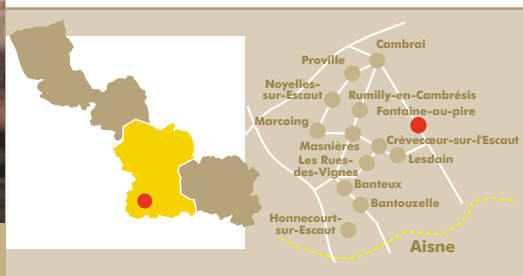 Cambrai
Proville
Noyelles-
sur-Escaut
Rumilly-en-Cambrésis
Fontaine-au-pire
Marcoing
Masnières
Crèvecœur-sur-l'Escaut
Les Rues-
des-Vignes
Lesdain
Banteux
Bantouzelle
Honnecourt-
sur-Escaut
Aisne